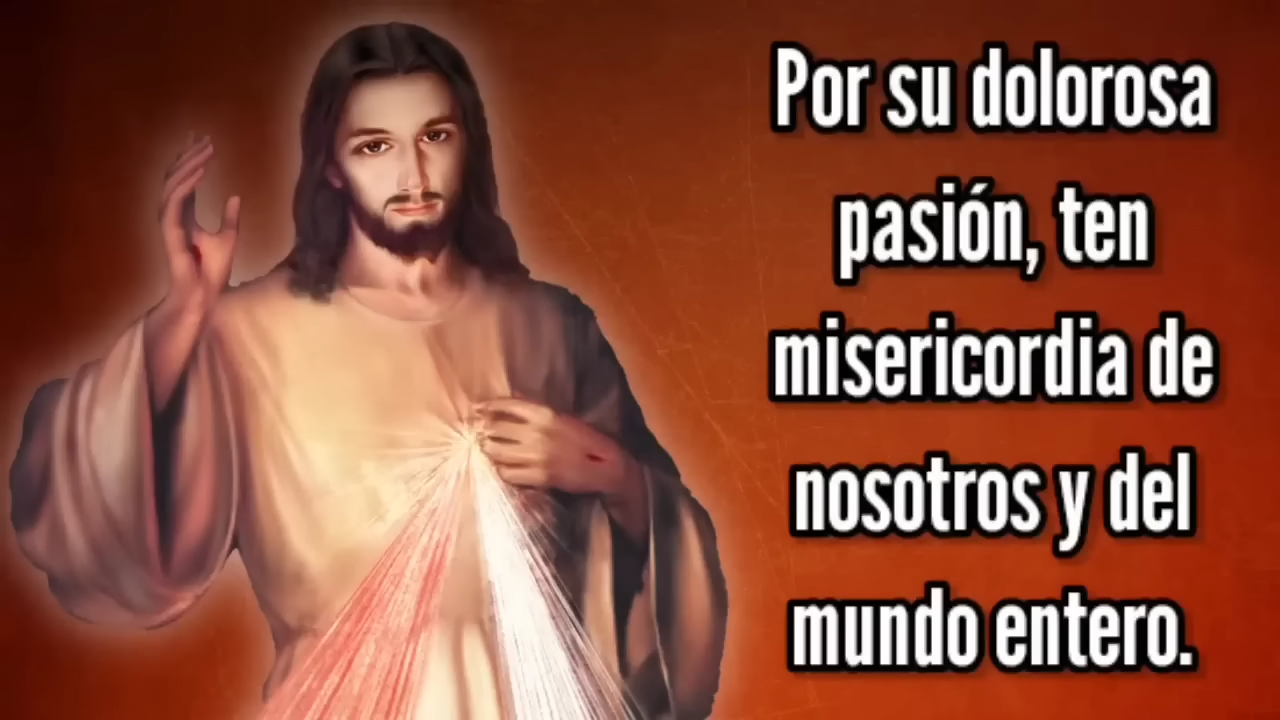 Por su dolorosa
pasión, ten
misericordia de
nosotros y del
mundo entero.